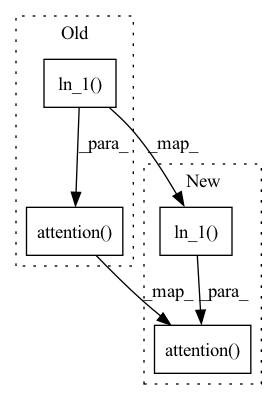 Old
ln_1()
_para_
_map_
New
attention()
ln_1()
_map_
_para_
attention()